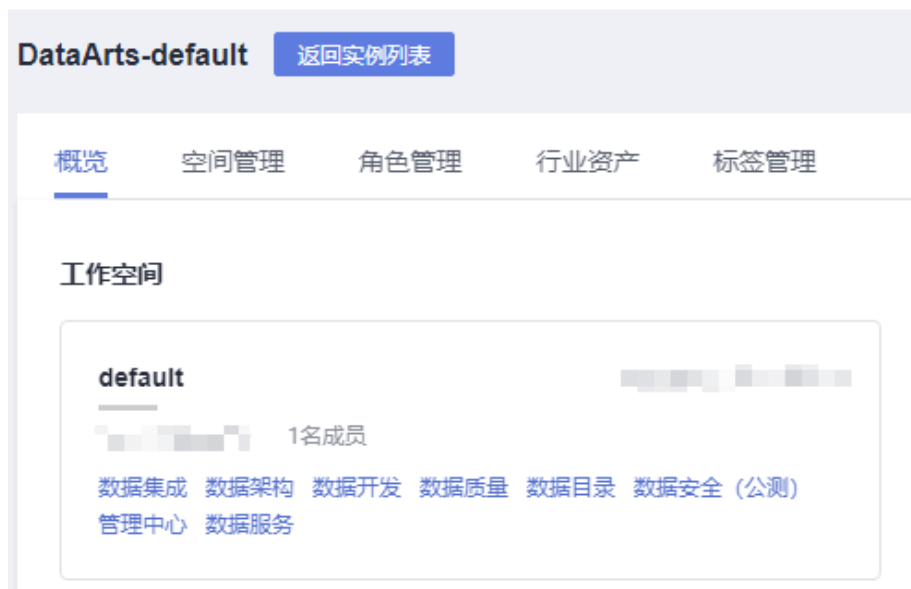 DataArts-default 返回实例列表
概览 空间管理 角色管理 行业资产 标签管理
工作空间
default
1名成员
数据集成 数据架构 数据开发 数据质量 数据目录 数据安全（公测）
管理中心 数据服务